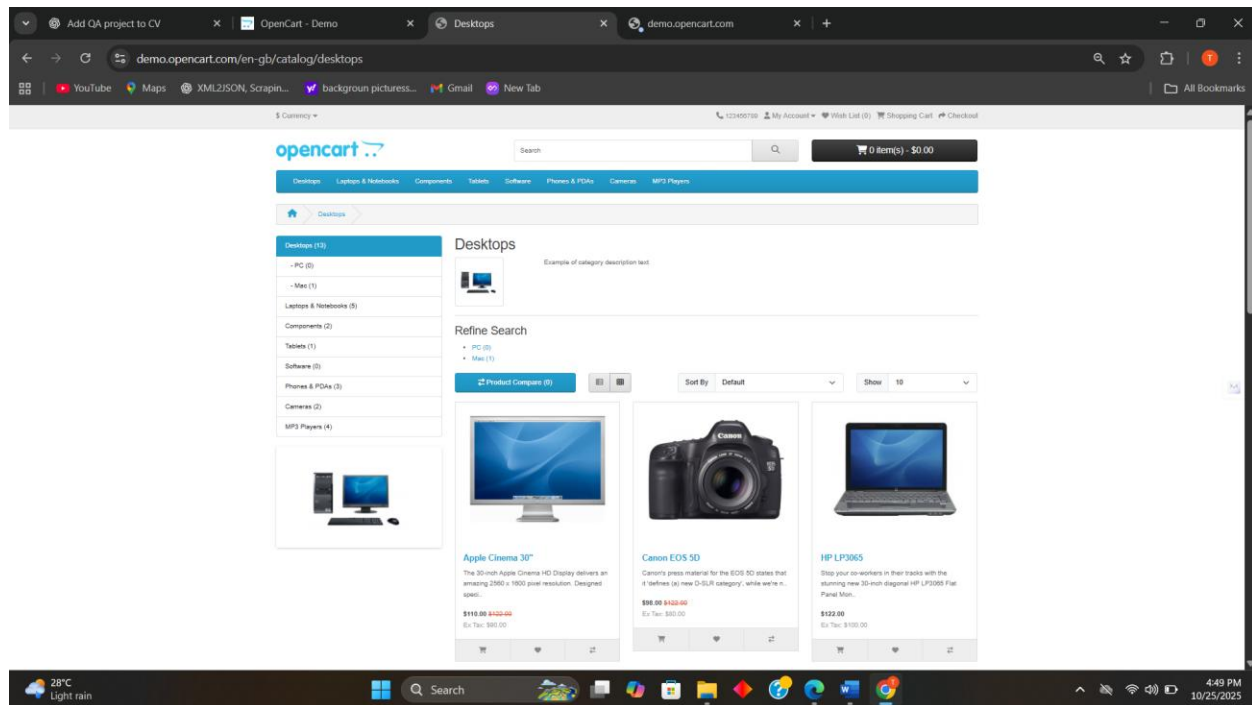 Add QA project to CV
OpenCart - Demo
Desktops
demo.opencart.com
demo.opencart.com/en-gb/catalog/desktops
YouTube
Maps
XML2JSON, Scrapin...
backgroun picturess...
Gmail
New Tab
All Bookmarks
$ Currency
123456789
My Account
Wish List (0)
Shopping Cart
Checkout
opencart
Search
0 item(s) - $0.00
Desktops
Laptops & Notebooks
Components
Tablets
Software
Phones & PDAs
Cameras
MP3 Players
Desktops
Desktops (13)
- PC (0)
- Mac (1)
Laptops & Notebooks (5)
Components (2)
Tablets (1)
Software (0)
Phones & PDAs (3)
Cameras (2)
MP3 Players (4)
Desktops
Example of category description text
Refine Search
PC (0)
Mac (1)
Product Compare (0)
Sort By Default
Show 10
Apple Cinema 30"
The 30-inch Apple Cinema HD Display delivers an
amazing 2560 x 1600 pixel resolution. Designed
speci..
$110.00 $122.00
Ex Tax: $90.00
Canon
Canon EOS 5D
Canon's press material for the EOS 5D states that
it 'defines (a) new D-SLR category', while we're n..
$98.00 $122.00
Ex Tax: $80.00
HP LP3065
Stop your co-workers in their tracks with the
stunning new 30-inch diagonal HP LP3065 Flat
Panel Mon..
$122.00
Ex Tax: $100.00
28°C
Light rain
Search
4:49 PM
10/25/2025